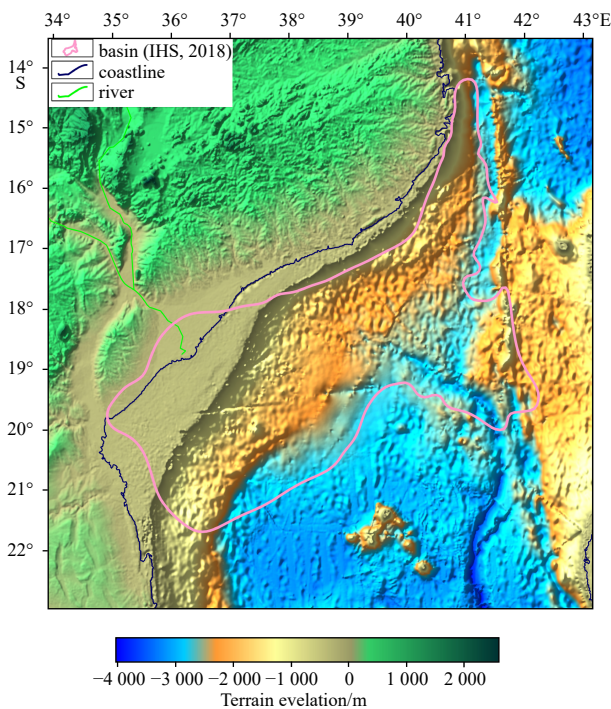 34 35 36 37 38 39 40 41 42 43°E
14°
S
basin (IHS, 2018)
coastline
river
15°
16°
17°
18°
19°
20°
21°
22°
−4 000 −3 000 −2 000 −1 000 0 1 000 2 000
Terrain evelation/m